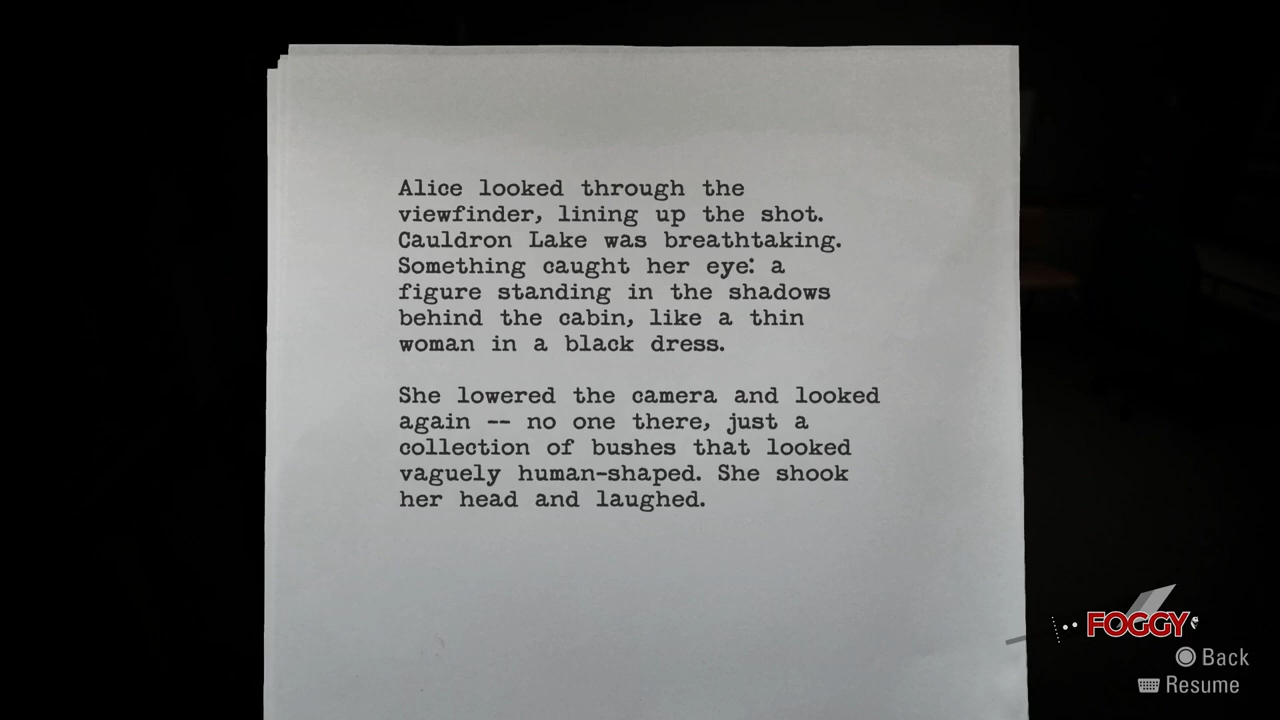 Alice looked through the
viewfinder, lining up the shot.
Cauldron Lake was breathtaking.
Something caught her eye: a
figure standing in the shadows
behind the cabin, like a thin
woman in a black dress.
She lowered the camera and looked
again -- no one there, just a
collection of bushes that looked
vaguely human-shaped. She shook
her head and laughed.
FOGGY
Back
Resume